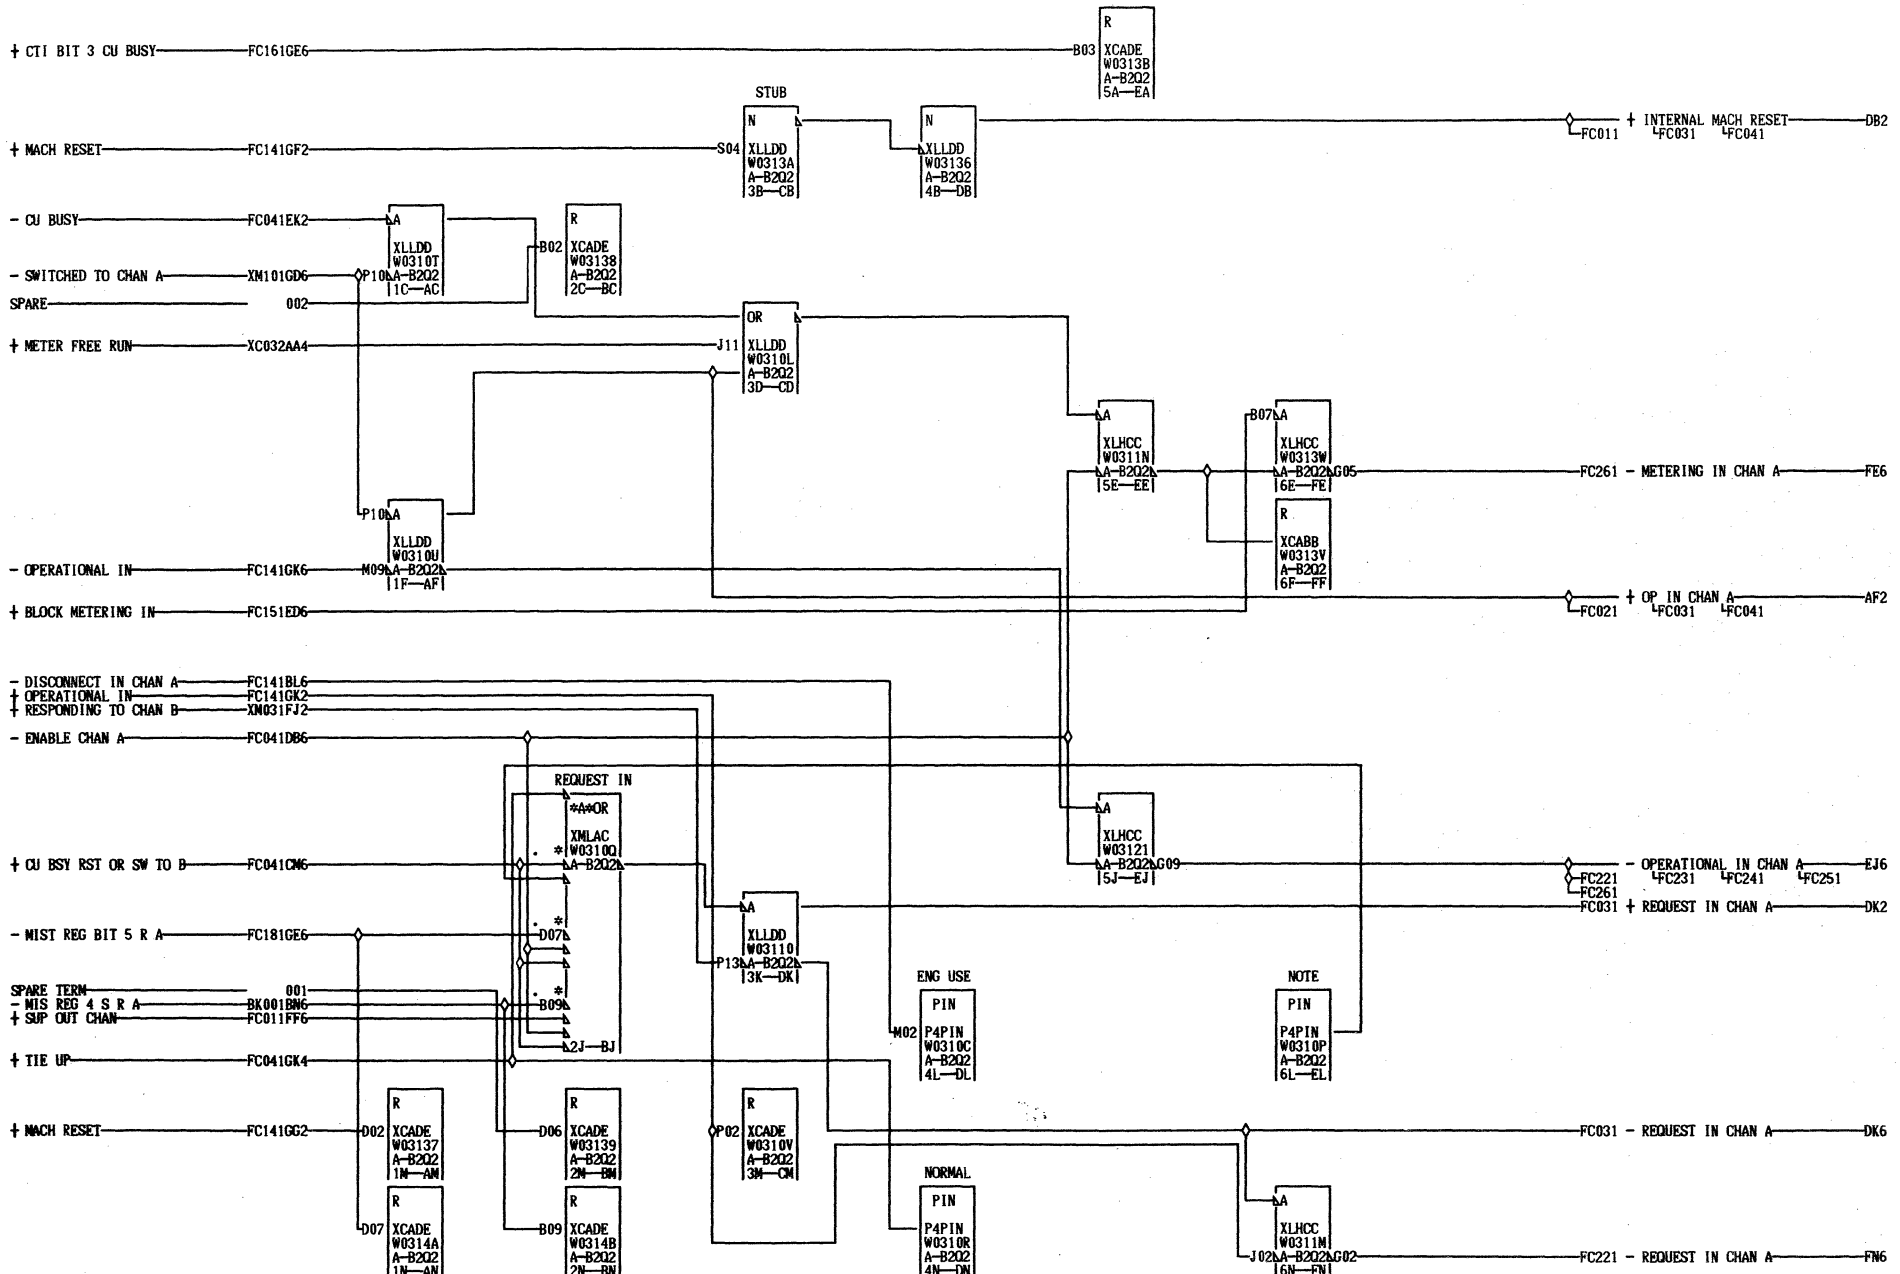 R
+ CTI BIT 3 CU BUSY FC161GE6 B03 XCADE
W0313B
A-B2Q2
5A—EA
STUB
N
N
+ INTERNAL MACH RESET DB2
FC011 FC031 FC041
+ MACH RESET FC141GF2 S04 XLLDD
W0313A
A-B2Q2
3B—CB
XLLDD
W03136
A-B2Q2
4B—DB
- CU BUSY FC041EK2 A
XLLDD
W0310T
- SWITCHED TO CHAN A XM101GD6 P10 A-B2Q2
1C—AC
R
B02 XCADE
W03138
A-B2Q2
2C—BC
SPARE 002
OR
+ METER FREE RUN XC032AA4 J11 XLLDD
W0310L
A-B2Q2
3D—CD
A
XLHCC
W0311N
A-B2Q2
5E—EE
B07 A
XLHCC
W0313W
A-B2Q2 G05 FC261 - METERING IN CHAN A FE6
6E—FE
R
XCABB
W0313V
A-B2Q2
6F—FF
P10 A
XLLDD
W0310U
- OPERATIONAL IN FC141GK6 M09 A-B2Q2
1F—AF
+ OP IN CHAN A AF2
FC021 FC031 FC041
+ BLOCK METERING IN FC151ED6
- DISCONNECT IN CHAN A FC141BL6
+ OPERATIONAL IN FC141GK2
+ RESPONDING TO CHAN B XM031FJ2
- ENABLE CHAN A FC041DB6
REQUEST IN
*A*OR
XMLAC
* W0310Q
+ CU BSY RST OR SW TO B FC041CM6 A-B2Q2
A
XLHCC
W03121
A-B2Q2 G09 - OPERATIONAL IN CHAN A EJ6
5J—EJ
FC221 FC231 FC241 FC251
FC261
A
FC031 + REQUEST IN CHAN A DK2
*
- MIST REG BIT 5 R A FC181GE6 D07
XLLDD
W03110
P13 A-B2Q2
3K—DK
SPARE TERM 001
- MIS REG 4 S R A BK001BN6 * B09
+ SUP OUT CHAN FC011FF6
2J—BJ
+ TIE UP FC041GK4
ENG USE
PIN
M02 P4PIN
W0310C
A-B2Q2
4L—DL
NOTE
PIN
P4PIN
W0310P
A-B2Q2
6L—EL
R
+ MACH RESET FC141GG2 D02 XCADE
W03137
A-B2Q2
1M—AM
R
D06 XCADE
W03139
A-B2Q2
2M—BM
R
P02 XCADE
W0310V
A-B2Q2
3M—CM
FC031 - REQUEST IN CHAN A DK6
NORMAL
PIN
P4PIN
W0310R
A-B2Q2
4N—DN
R
D07 XCADE
W0314A
A-B2Q2
1N—AN
R
B09 XCADE
W0314B
A-B2Q2
2N—BN
A
XLHCC
W0311M
J02 A-B2Q2 G02 FC221 - REQUEST IN CHAN A FN6
6N—FN